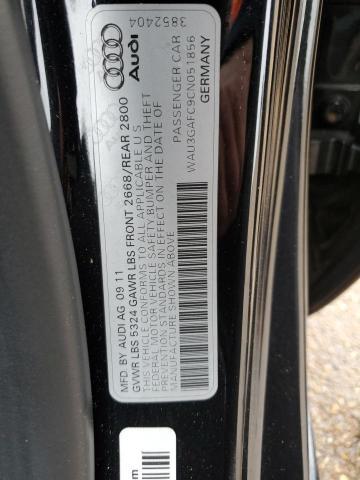 3852404
Audi
MFD. BY AUDI AG 09 11
GVWR LBS 5324 GAWR LBS FRONT 2668/REAR 2800
THIS VEHICLE CONFORMS TO ALL APPLICABLE U S
FEDERAL MOTOR VEHICLE SAFETY BUMPER AND THEFT
PREVENTION STANDARDS IN EFFECT ON THE DATE OF
MANUFACTURE SHOWN ABOVE
PASSENGER CAR
WAU3GAFC9CN051856
GERMANY
m